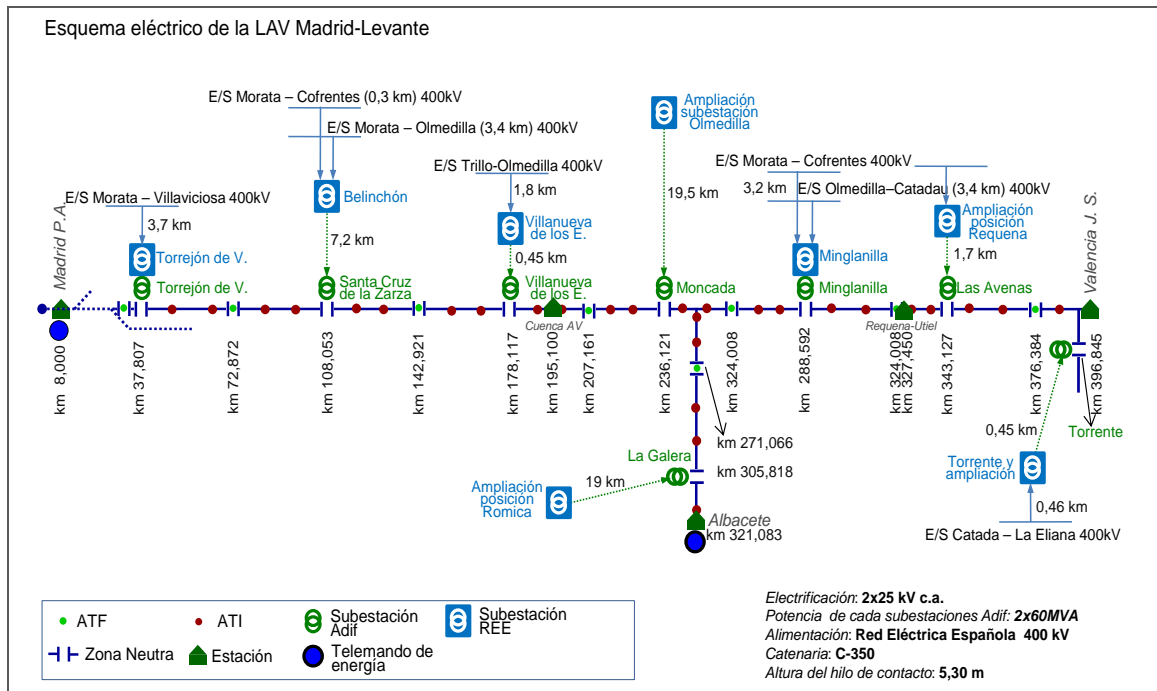 Esquema eléctrico de la LAV Madrid-Levante
E/S Morata – Cofrentes (0,3 km) 400kV
E/S Morata – Olmedilla (3,4 km) 400kV
E/S Trillo-Olmedilla 400kV
E/S Morata – Villaviciosa 400kV
Ampliación
subestación
Olmedilla
E/S Morata – Cofrentes 400kV
E/S Olmedilla–Catadau (3,4 km) 400kV
Madrid P.A.
3,7 km
Torrejón de V.
Torrejón de V.
Belinchón
7,2 km
Santa Cruz
de la Zarza
1,8 km
Villanueva
de los E.
0,45 km
Villanueva
de los E.
Cuenca AV
19,5 km
Moncada
3,2 km
Minglanilla
Minglanilla
Requena-Utiel
Ampliación
posición
Requena
1,7 km
Las Avenas
Valencia J. S.
km 8,000
km 37,807
km 72,872
km 108,053
km 142,921
km 178,117
km 195,100
km 207,161
km 236,121
km 324,008
km 288,592
km 324,008
km 327,450
km 343,127
km 376,384
km 396,845
km 271,066
La Galera
km 305,818
19 km
Ampliación
posición
Romica
Albacete
km 321,083
Torrente
0,45 km
Torrente y
ampliación
0,46 km
E/S Catada – La Eliana 400kV
ATF
ATI
Subestación
Adif
Subestación
REE
Zona Neutra
Estación
Telemando de
energía
Electrificación: 2x25 kV c.a.
Potencia de cada subestaciones Adif: 2x60MVA
Alimentación: Red Eléctrica Española 400 kV
Catenaria: C-350
Altura del hilo de contacto: 5,30 m